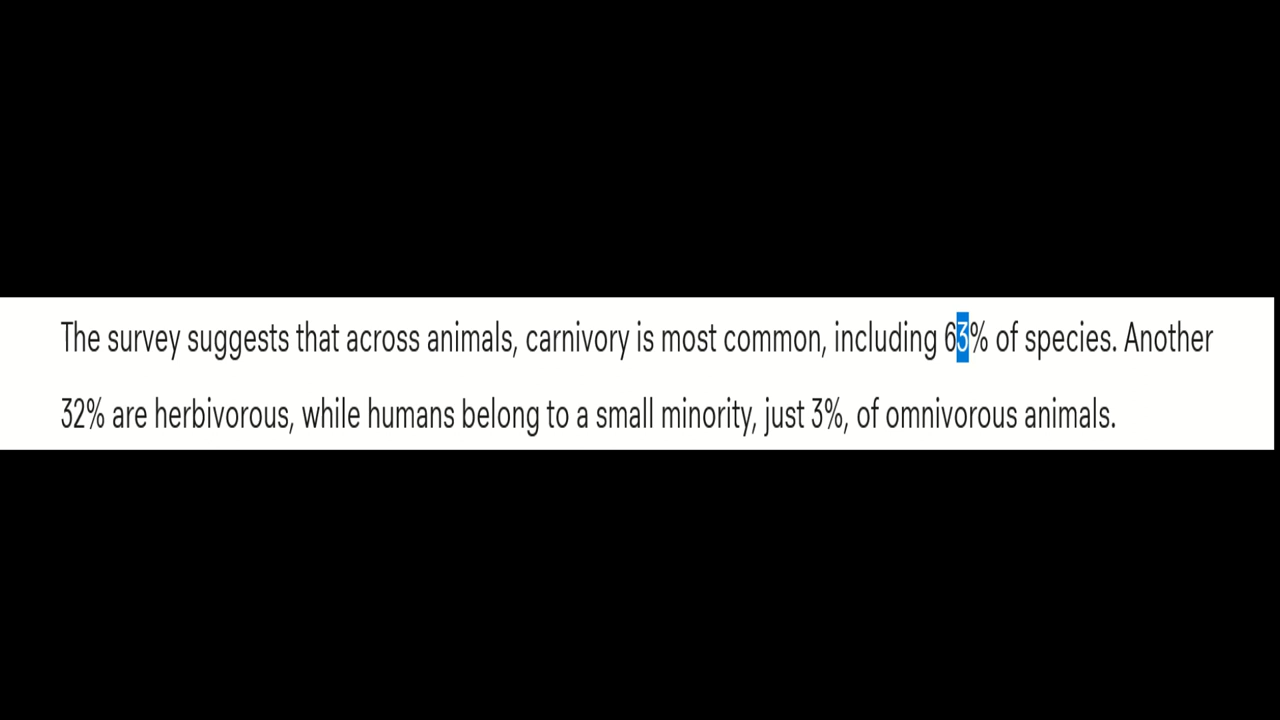 The survey suggests that across animals, carnivory is most common, including 63% of species. Another
32% are herbivorous, while humans belong to a small minority, just 3%, of omnivorous animals.